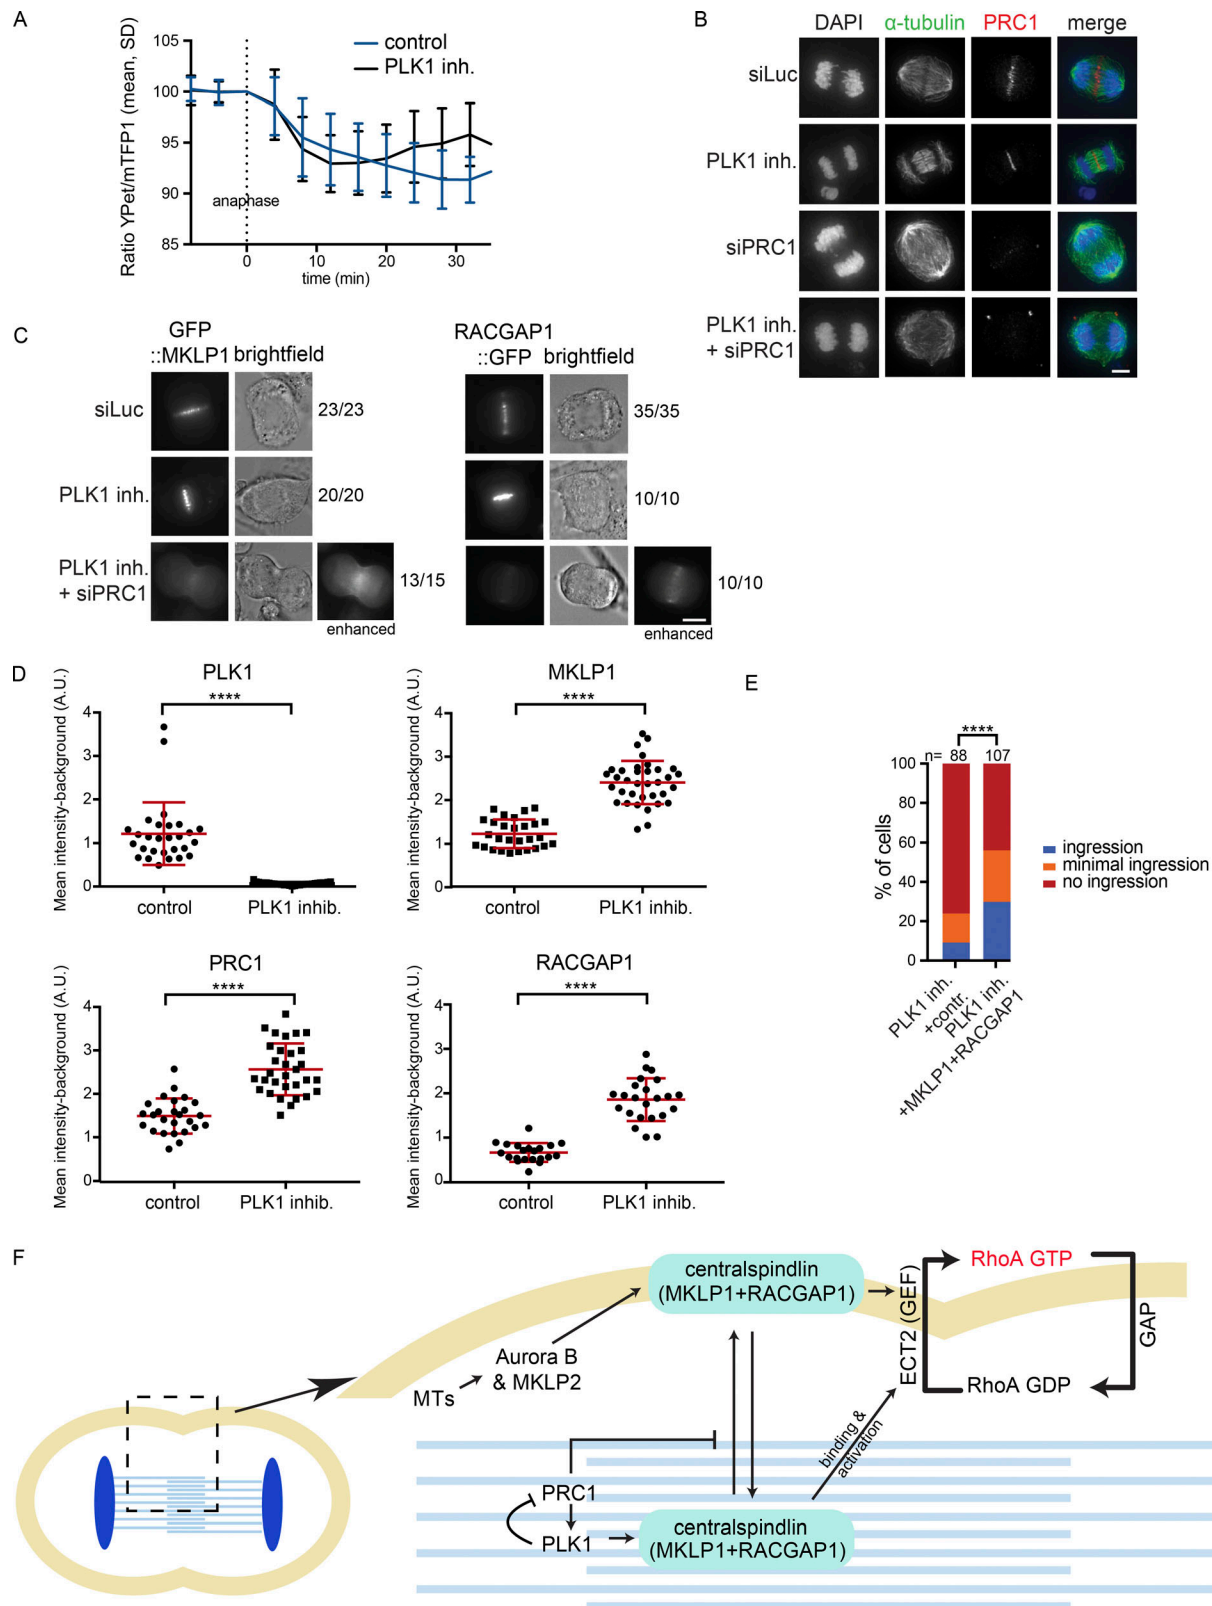 A
Ratio YPet/mTFP1 (mean, SD)
105
100
95
90
85
control
PLK1 inh.
anaphase
0
10
20
30
time (min)
B
DAPI
α-tubulin
PRC1
merge
siLuc
PLK1 inh.
siPRC1
PLK1 inh.
+ siPRC1
C
GFP
::MKLP1 brightfield
siLuc
23/23
PLK1 inh.
20/20
PLK1 inh.
+ siPRC1
13/15
enhanced
RACGAP1
::GFP brightfield
35/35
10/10
10/10
enhanced
D
PLK1
Mean intensity-background (A.U.)
****
4
3
2
1
0
control
PLK1 inhib.
MKLP1
Mean intensity-background (A.U.)
****
4
3
2
1
0
control
PLK1 inhib.
PRC1
Mean intensity-background (A.U.)
****
4
3
2
1
0
control
PLK1 inhib.
RACGAP1
Mean intensity-background (A.U.)
****
4
3
2
1
0
control
PLK1 inhib.
E
****
n= 88 107
% of cells
100
80
60
40
20
0
ingression
minimal ingression
no ingression
PLK1 inh.
+contr.
PLK1 inh.
+MKLP1+RACGAP1
F
centralspindlin
(MKLP1+RACGAP1)
ECT2 (GEF)
RhoA GTP
GAP
RhoA GDP
Aurora B
& MKLP2
MTs
binding &
activation
PRC1
PLK1
centralspindlin
(MKLP1+RACGAP1)